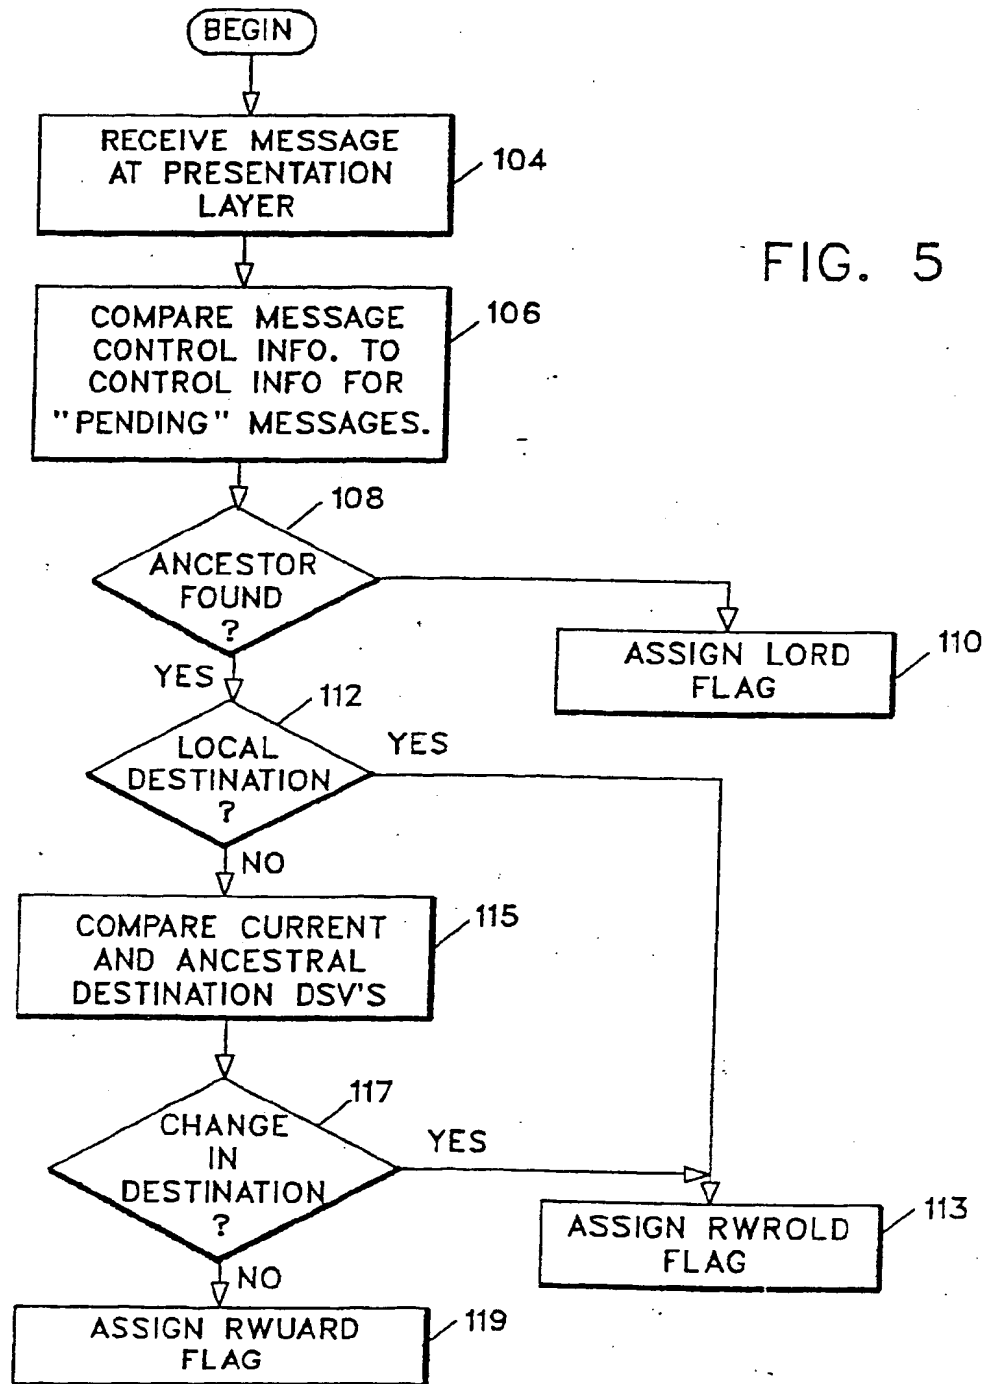 BEGIN
RECEIVE MESSAGE
AT PRESENTATION
LAYER
104
FIG. 5
COMPARE MESSAGE
CONTROL INFO. TO
CONTROL INFO FOR
"PENDING" MESSAGES.
106
108
ANCESTOR
FOUND
?
YES
ASSIGN LORD
FLAG
110
112
LOCAL
DESTINATION
?
YES
NO
COMPARE CURRENT
AND ANCESTRAL
DESTINATION DSV'S
115
117
CHANGE
IN
DESTINATION
?
YES
NO
ASSIGN RWROLD
FLAG
113
ASSIGN RWUARD
FLAG
119